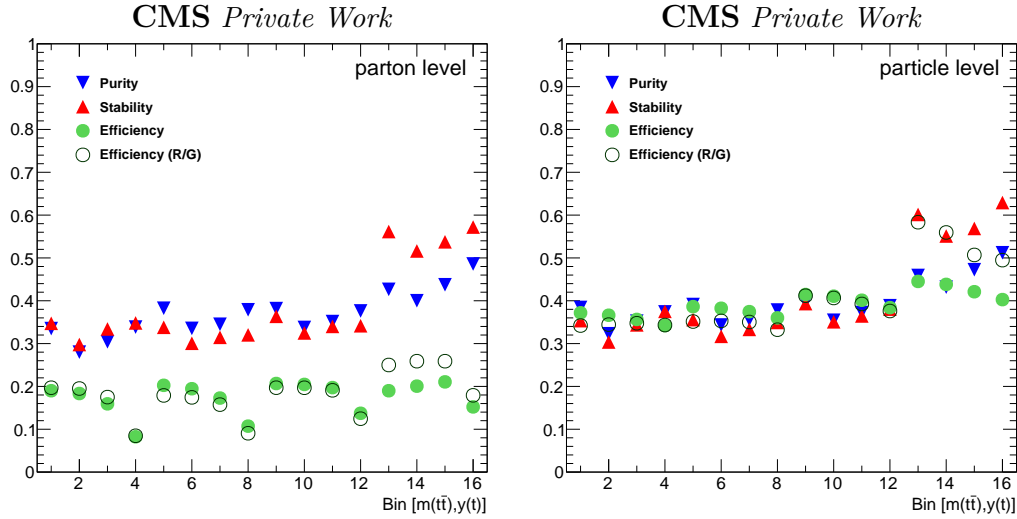 CMS Private Work
parton level
Purity
Stability
Efficiency
Efficiency (R/G)
1
0.9
0.8
0.7
0.6
0.5
0.4
0.3
0.2
0.1
0
2 4 6 8 10 12 14 16
Bin [m(tt̄),y(t)]
CMS Private Work
particle level
Purity
Stability
Efficiency
Efficiency (R/G)
1
0.9
0.8
0.7
0.6
0.5
0.4
0.3
0.2
0.1
0
2 4 6 8 10 12 14 16
Bin [m(tt̄),y(t)]